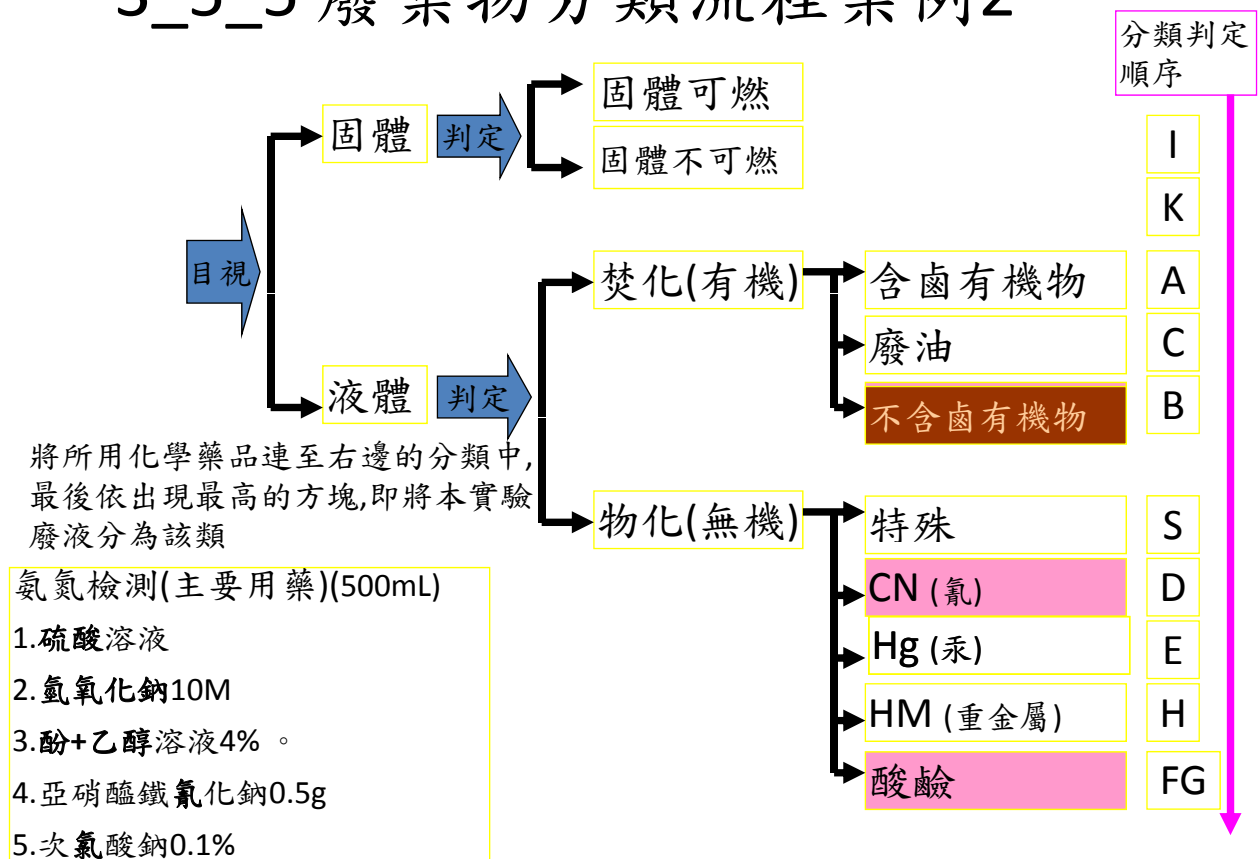 3_5_5 廢棄物分類流程案例2
分類判定
順序
固體可燃
固體
判定
固體不可燃
I
K
目視
焚化(有機)
含鹵有機物
A
廢油
C
液體
判定
不含鹵有機物
B
將所用化學藥品連至右邊的分類中,
最後依出現最高的方塊,即將本實驗
廢液分為該類
物化(無機)
特殊
S
CN (氰)
D
Hg (汞)
E
HM (重金屬)
H
酸鹼
FG
氨氮檢測(主要用藥)(500mL)
1.硫酸溶液
2.氫氧化鈉10M
3.酚+乙醇溶液4% 。
4.亞硝醯鐵氰化鈉0.5g
5.次氯酸鈉0.1%